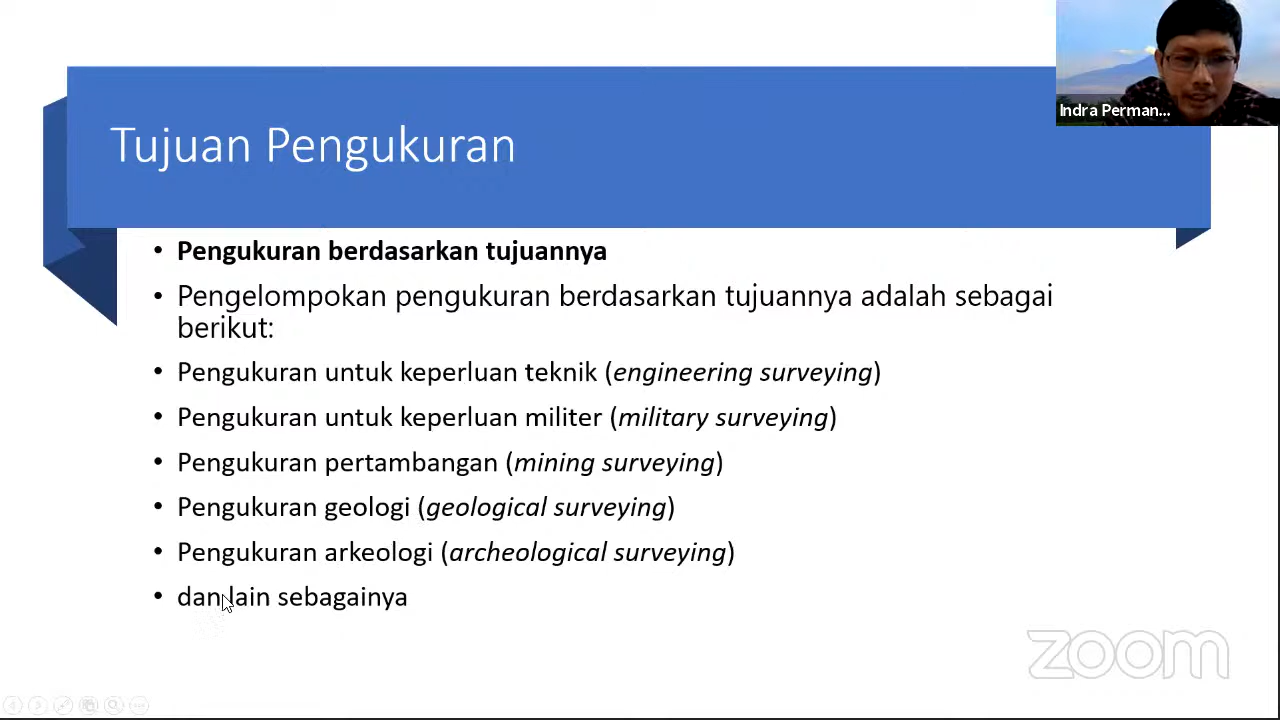 Indra Perman...
Tujuan Pengukuran
• Pengukuran berdasarkan tujuannya
• Pengelompokan pengukuran berdasarkan tujuannya adalah sebagai
berikut:
• Pengukuran untuk keperluan teknik (engineering surveying)
• Pengukuran untuk keperluan militer (military surveying)
• Pengukuran pertambangan (mining surveying)
• Pengukuran geologi (geological surveying)
• Pengukuran arkeologi (archeological surveying)
• dan lain sebagainya
zoom